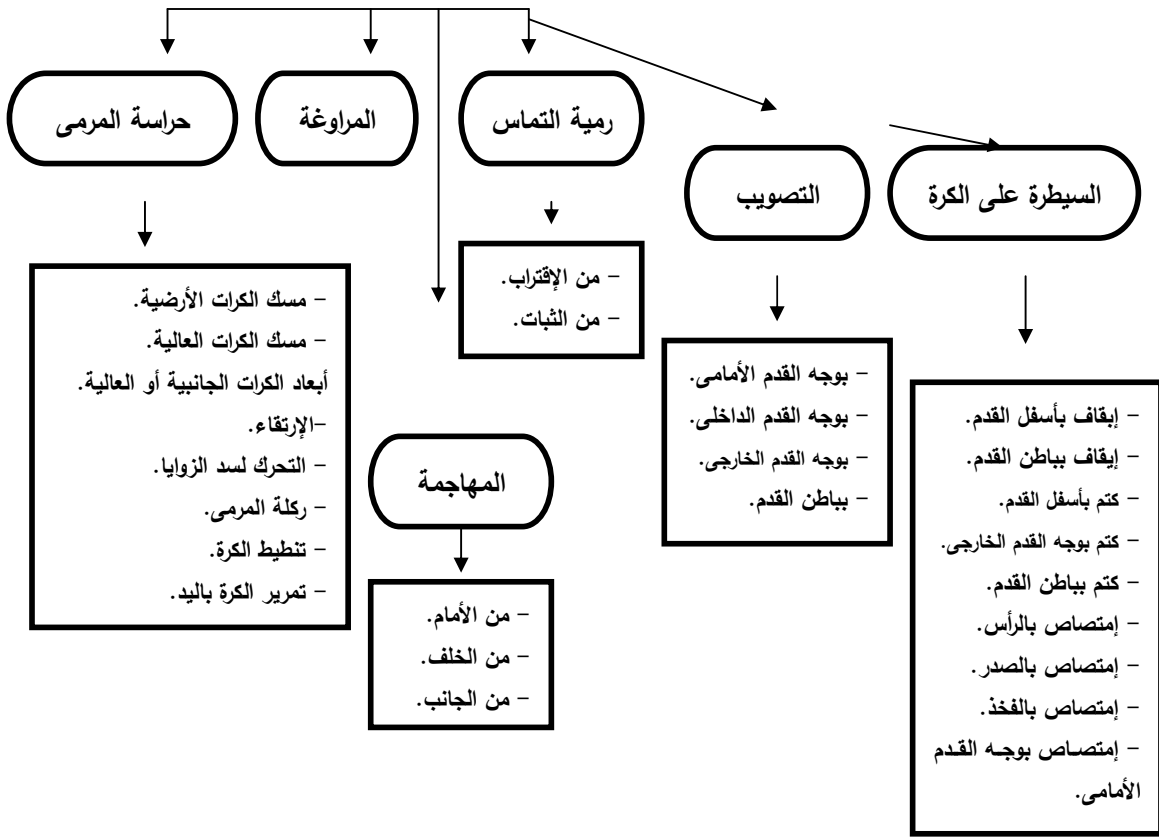 حراسة المرمى
المراوغة
رمية التماس
التصويب
السيطرة على الكرة
– من الإقتراب.
– من الثبات.
– مسك الكرات الأرضية.
– مسك الكرات العالية.
أبعاد الكرات الجانبية أو العالية.
–الإرتقاء.
– التحرك لسد الزوايا.
– ركلة المرمى.
– تنطيط الكرة.
– تمرير الكرة باليد.
– بوجه القدم الأمامى.
– بوجه القدم الداخلى.
– بوجه القدم الخارجى.
– بباطن القدم.
– إيقاف بأسفل القدم.
– إيقاف بباطن القدم.
– كتم بأسفل القدم.
– كتم بوجه القدم الخارجى.
– كتم بباطن القدم.
– إمتصاص بالرأس.
– إمتصاص بالصدر.
– إمتصاص بالفخذ.
– إمتصاص بوجه القدم
الأمامى.
المهاجمة
– من الأمام.
– من الخلف.
– من الجانب.